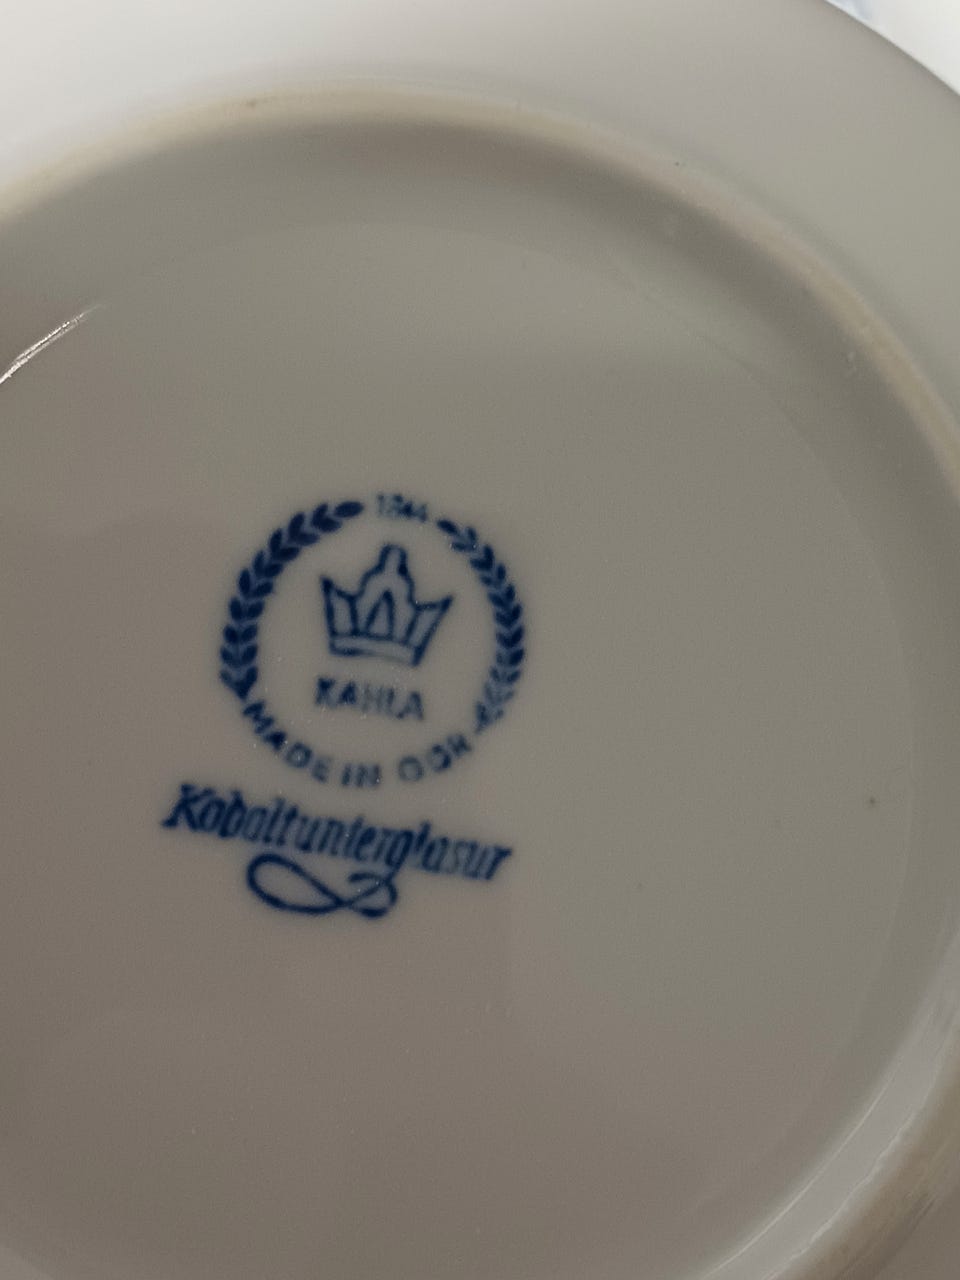 1844
KAHLA
MADE IN GDR
Kobaltunterglasur